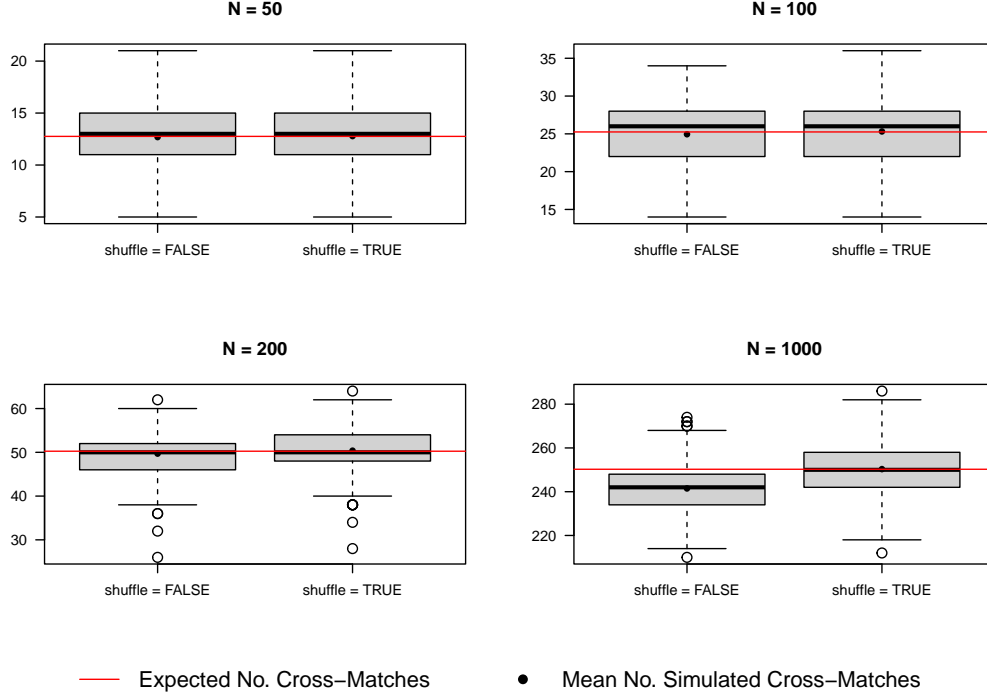 N = 50
20
15
10
5
shuffle = FALSE
shuffle = TRUE
N = 100
35
30
25
20
15
shuffle = FALSE
shuffle = TRUE
N = 200
60
50
40
30
shuffle = FALSE
shuffle = TRUE
N = 1000
280
260
240
220
shuffle = FALSE
shuffle = TRUE
Expected No. Cross−Matches
Mean No. Simulated Cross−Matches